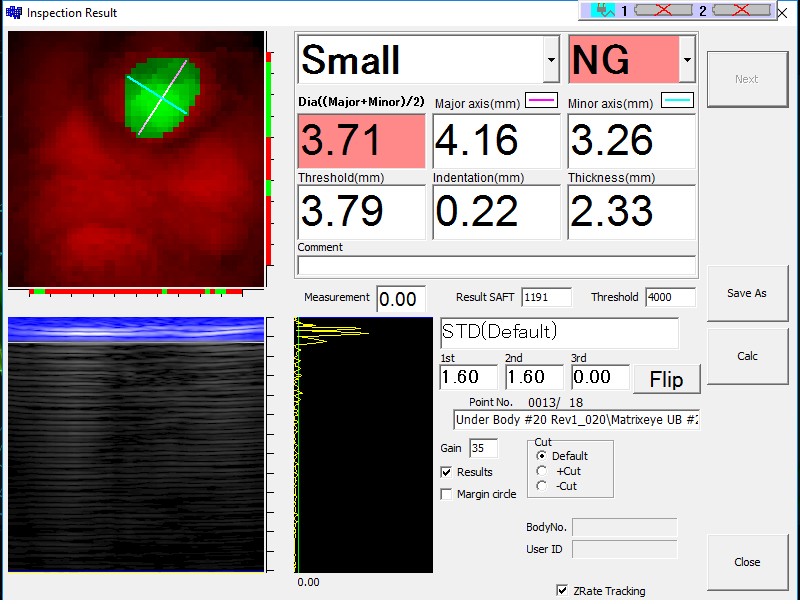 Inspection Result
1 2
Small NG
Next
Dia((Major+Minor)/2) Major axis(mm) Minor axis(mm)
3.71 4.16 3.26
Threshold(mm) Indentation(mm) Thickness(mm)
3.79 0.22 2.33
Comment
Measurement 0.00 Result SAFT 1191 Threshold 4000
Save As
STD(Default)
Calc
1st 2nd 3rd
1.60 1.60 0.00 Flip
Point No. 0013/ 18
Under Body #20 Rev1_020\Matrixeye UB #2
Gain 35
Cut
Default
+Cut
-Cut
Results
Margin circle
BodyNo.
User ID
Close
0.00
ZRate Tracking